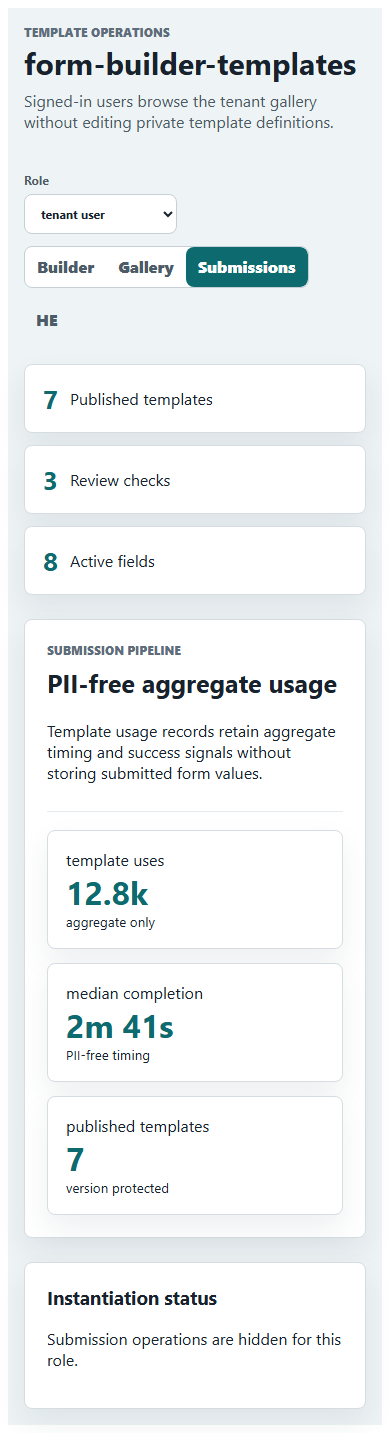 TEMPLATE OPERATIONS
form-builder-templates
Signed-in users browse the tenant gallery
without editing private template definitions.
Role
tenant user
Builder Gallery Submissions
HE
7 Published templates
3 Review checks
8 Active fields
SUBMISSION PIPELINE
PII-free aggregate usage
Template usage records retain aggregate
timing and success signals without
storing submitted form values.
template uses
12.8k
aggregate only
median completion
2m 41s
PII-free timing
published templates
7
version protected
Instantiation status
Submission operations are hidden for this
role.